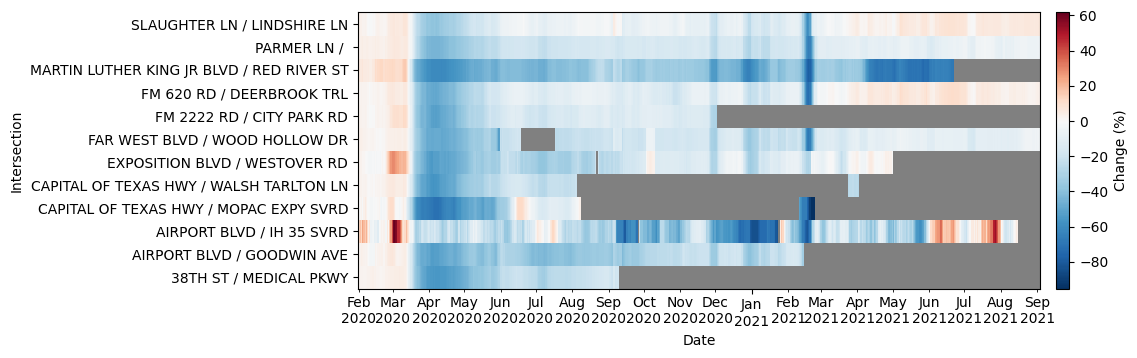 Intersection
SLAUGHTER LN / LINDSHIRE LN
PARMER LN /
MARTIN LUTHER KING JR BLVD / RED RIVER ST
FM 620 RD / DEERBROOK TRL
FM 2222 RD / CITY PARK RD
FAR WEST BLVD / WOOD HOLLOW DR
EXPOSITION BLVD / WESTOVER RD
CAPITAL OF TEXAS HWY / WALSH TARLTON LN
CAPITAL OF TEXAS HWY / MOPAC EXPY SVRD
AIRPORT BLVD / IH 35 SVRD
AIRPORT BLVD / GOODWIN AVE
38TH ST / MEDICAL PKWY
Feb Mar Apr May Jun Jul Aug Sep Oct Nov Dec Jan Feb Mar Apr May Jun Jul Aug Sep
2020 2020 2020 2020 2020 2020 2020 2020 2020 2020 2020 2021 2021 2021 2021 2021 2021 2021 2021 2021
Date
60
40
20
0
−20
−40
−60
−80
Change (%)